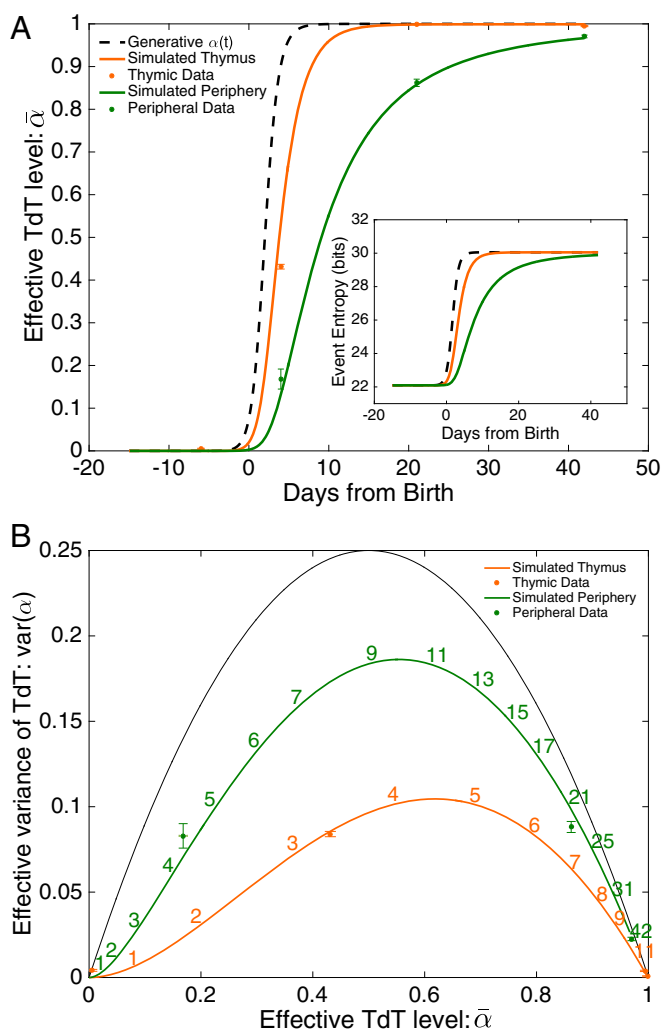 A
Generative α(t)
Simulated Thymus
Thymic Data
Simulated Periphery
Peripheral Data
Effective TdT level: ᾱ
1
0.9
0.8
0.7
0.6
0.5
0.4
0.3
0.2
0.1
0
-20 -10 0 10 20 30 40 50
Days from Birth
Event Entropy (bits)
32
30
28
26
24
22
-20 0 20 40
Days from Birth
B
Simulated Thymus
Thymic Data
Simulated Periphery
Peripheral Data
Effective variance of TdT: var(α)
0.25
0.2
0.15
0.1
0.05
0
1 2 3 4 5 6 7 9 11 13 15 17 21 25 31 42
1 2 3 4 5 6 7 8 9 11
0 0.2 0.4 0.6 0.8 1
Effective TdT level: ᾱ